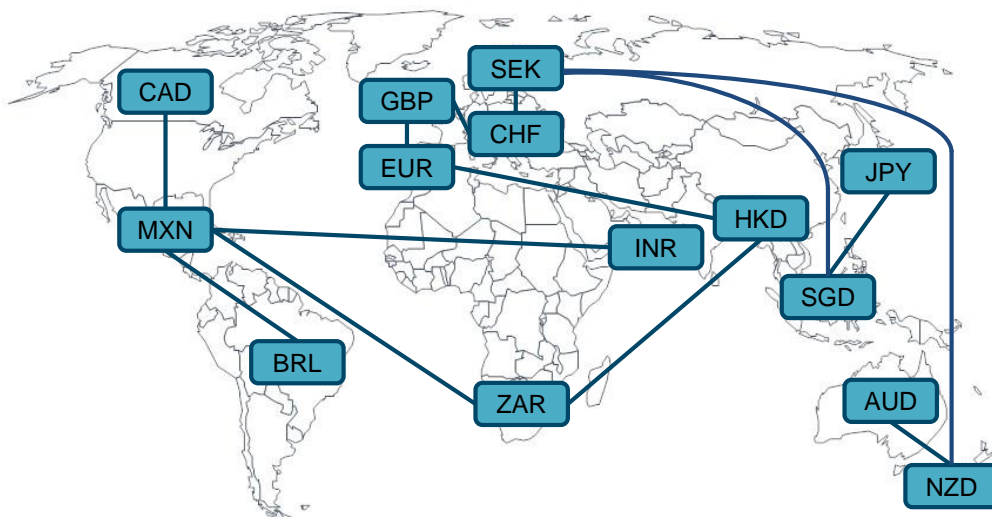 SEK
CAD
GBP
CHF
EUR
JPY
HKD
MXN
INR
SGD
BRL
ZAR
AUD
NZD